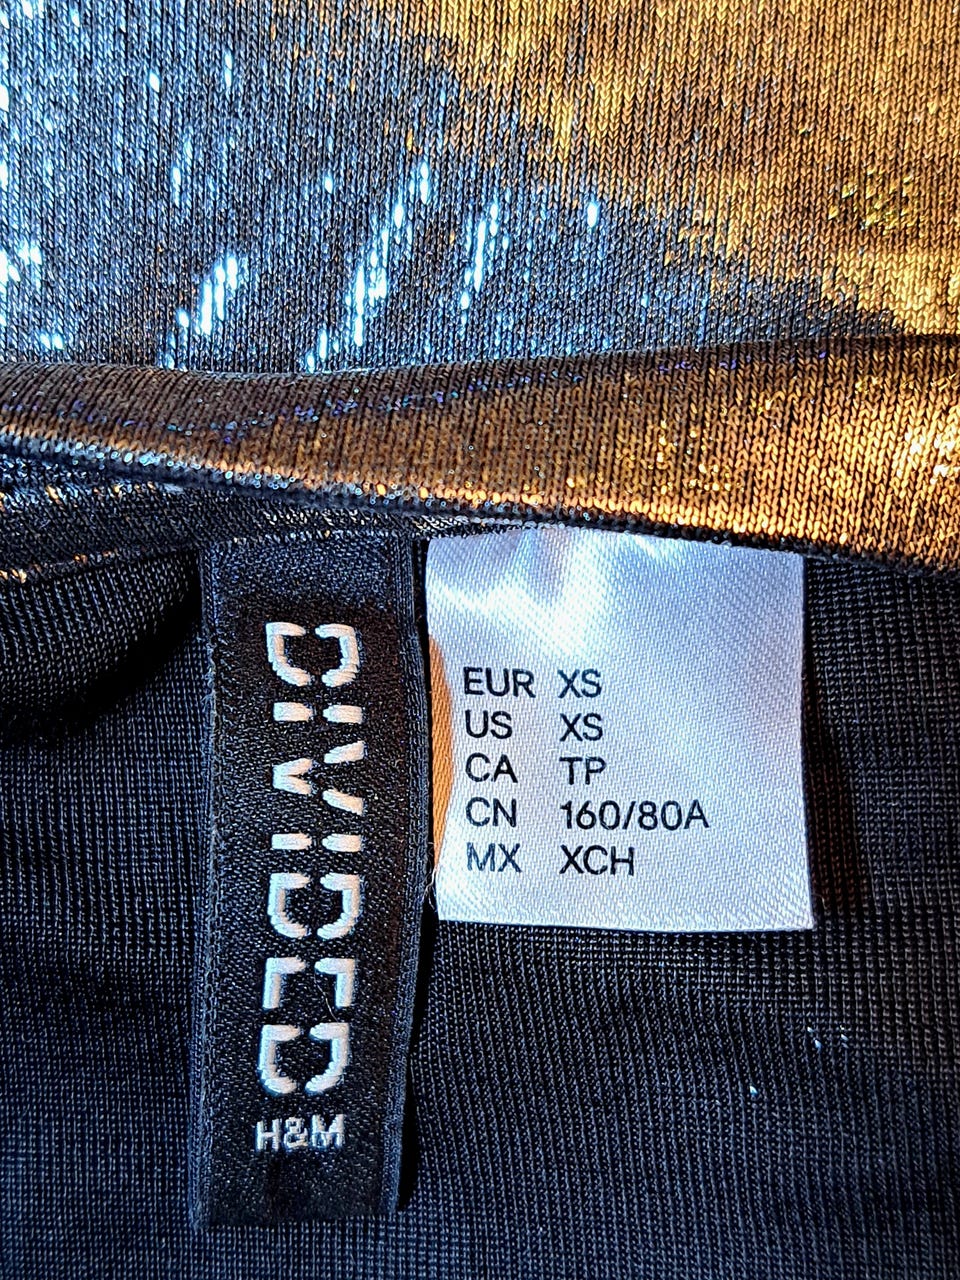 DIVIDED
H&M
EUR XS
US XS
CA TP
CN 160/80A
MX XCH